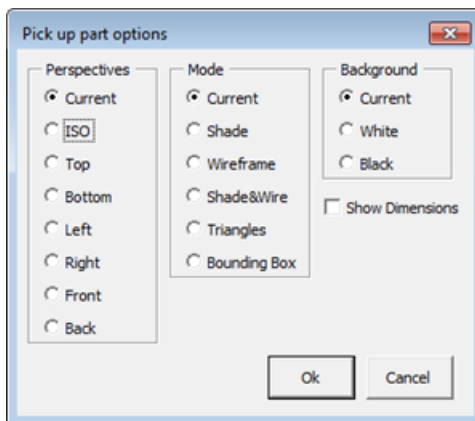 Pick up part options
Perspectives
Current
ISO
Top
Bottom
Left
Right
Front
Back
Mode
Current
Shade
Wireframe
Shade&Wire
Triangles
Bounding Box
Background
Current
White
Black
Show Dimensions
Ok
Cancel